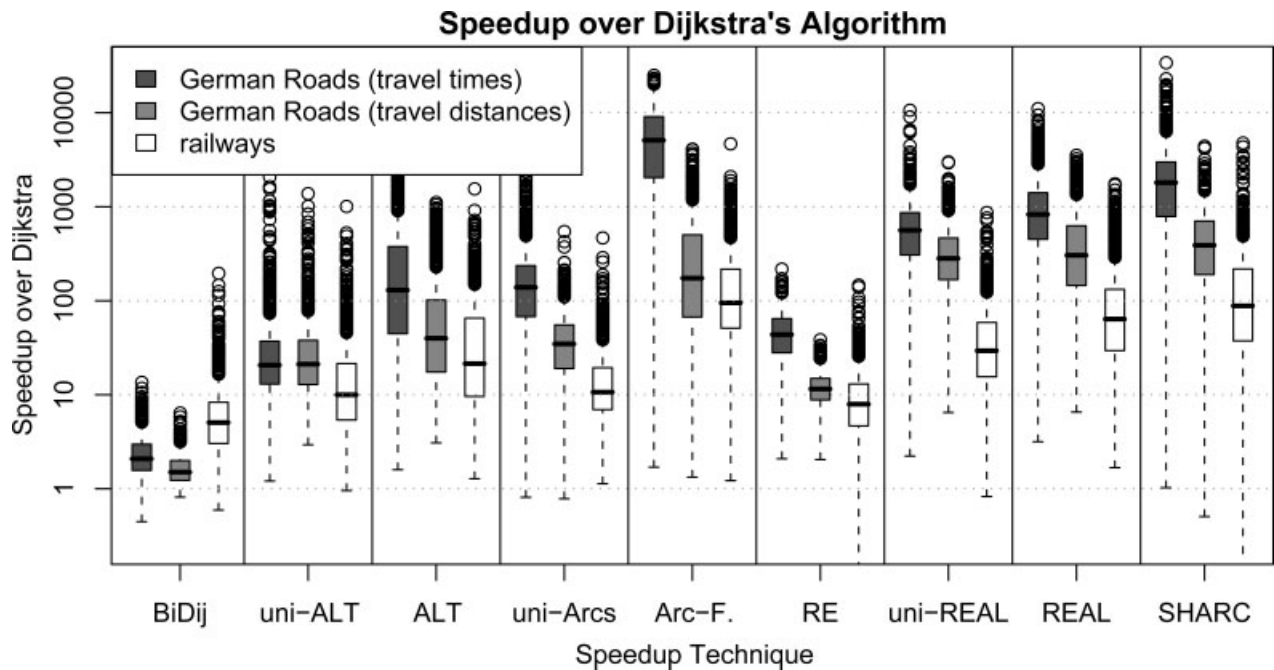 Speedup over Dijkstra's Algorithm
German Roads (travel times)
German Roads (travel distances)
railways
Speedup over Dijkstra
10000
1000
100
10
1
BiDij uni−ALT ALT uni−Arcs Arc−F. RE uni−REAL REAL SHARC
Speedup Technique